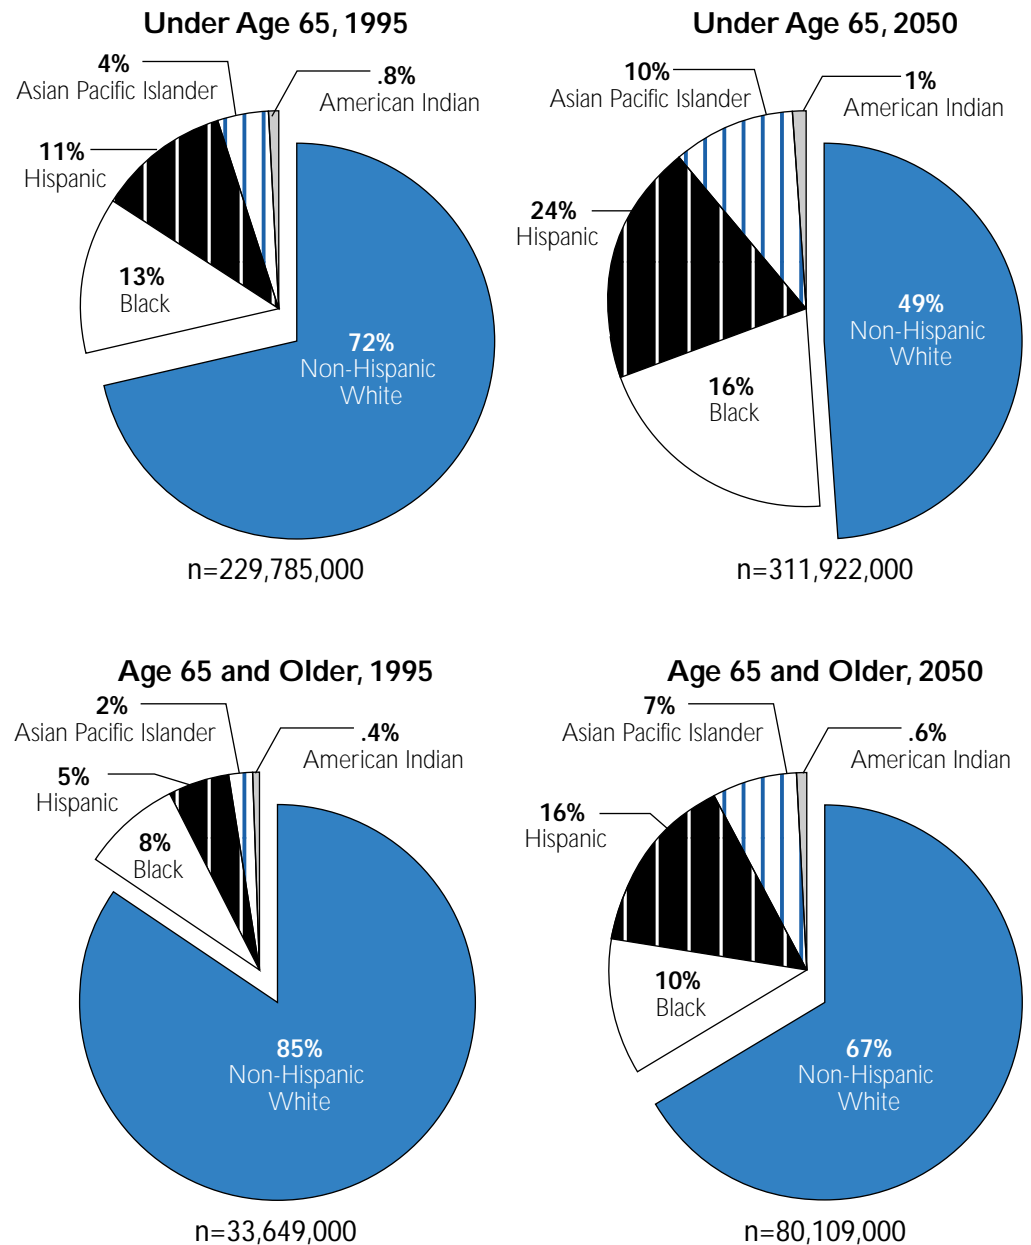 Under Age 65, 1995
4%
Asian Pacific Islander
.8%
American Indian
11%
Hispanic
13%
Black
72%
Non-Hispanic
White
n=229,785,000
Under Age 65, 2050
10%
Asian Pacific Islander
1%
American Indian
24%
Hispanic
16%
Black
49%
Non-Hispanic
White
n=311,922,000
Age 65 and Older, 1995
2%
Asian Pacific Islander
.4%
American Indian
5%
Hispanic
8%
Black
85%
Non-Hispanic
White
n=33,649,000
Age 65 and Older, 2050
7%
Asian Pacific Islander
.6%
American Indian
16%
Hispanic
10%
Black
67%
Non-Hispanic
White
n=80,109,000